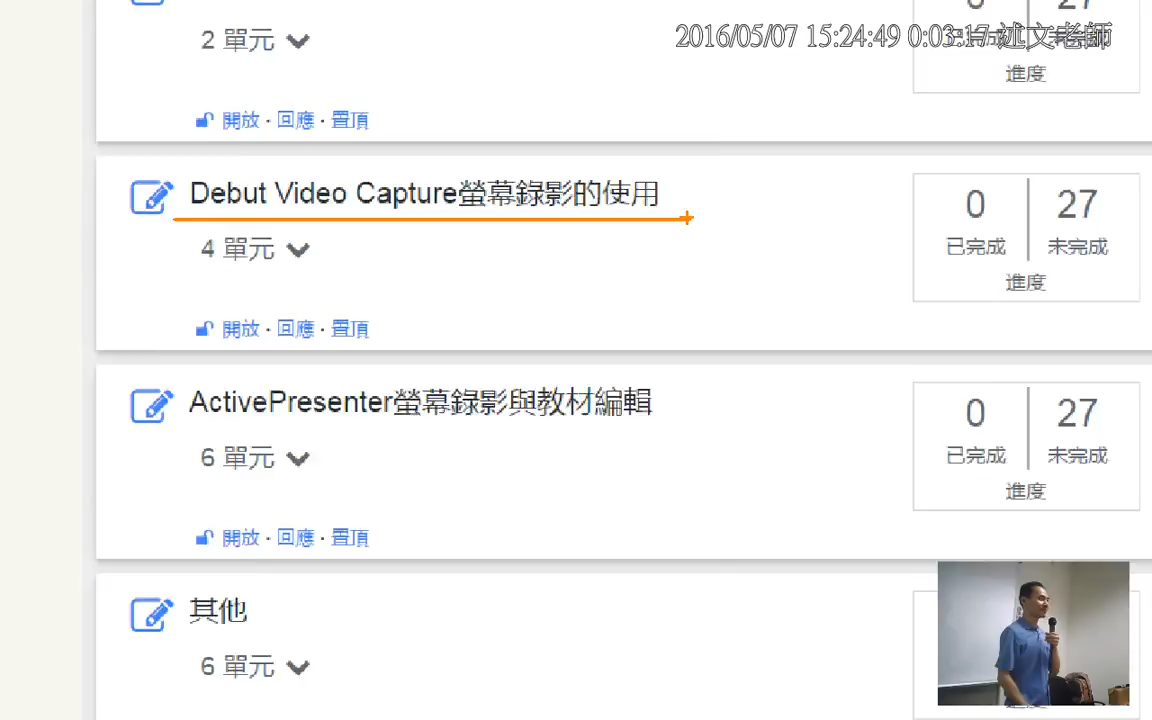 2016/05/07 15:24:49 0:03:17 述文老師
2 單元
進度
開放 · 回應 · 置頂
Debut Video Capture螢幕錄影的使用
0 27
已完成 未完成
4 單元
進度
開放 · 回應 · 置頂
ActivePresenter螢幕錄影與教材編輯
0 27
已完成 未完成
6 單元
進度
開放 · 回應 · 置頂
其他
6 單元